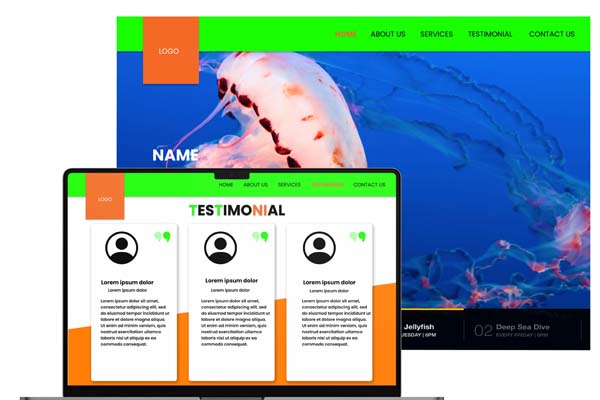 LOGO
HOME ABOUT US SERVICES TESTIMONIAL CONTACT US
NAME
Jellyfish
02 Deep Sea Dive
EVERY FRIDAY | 8PM
LOGO
HOME ABOUT US SERVICES TESTIMONIAL CONTACT US
TESTIMONIAL
Lorem ipsum dolor
Lorem ipsum dolor
Lorem ipsum dolor sit amet,
consectetur adipiscing elit, sed
do eiusmod tempor incididunt ut
labore et dolore magna aliqua.
Ut enim ad minim veniam, quis
nostrud exercitation ullamco
laboris nisi ut aliquip ex ea
commodo consequat.
Lorem ipsum dolor
Lorem ipsum dolor
Lorem ipsum dolor sit amet,
consectetur adipiscing elit, sed
do eiusmod tempor incididunt ut
labore et dolore magna aliqua.
Ut enim ad minim veniam, quis
nostrud exercitation ullamco
laboris nisi ut aliquip ex ea
commodo consequat.
Lorem ipsum dolor
Lorem ipsum dolor
Lorem ipsum dolor sit amet,
consectetur adipiscing elit, sed
do eiusmod tempor incididunt ut
labore et dolore magna aliqua.
Ut enim ad minim veniam, quis
nostrud exercitation ullamco
laboris nisi ut aliquip ex ea
commodo consequat.